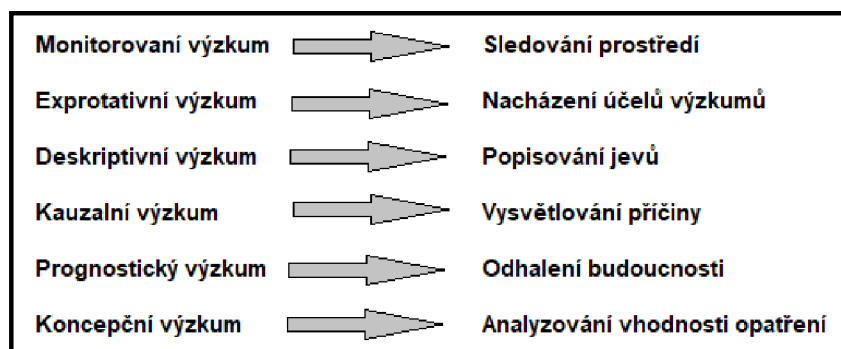 Monitorovaní výzkum Sledování prostředí
Exprotativní výzkum Nacházení účelů výzkumů
Deskriptivní výzkum Popisování jevů
Kauzalní výzkum Vysvětlování příčiny
Prognostický výzkum Odhalení budoucnosti
Koncepční výzkum Analyzování vhodnosti opatření